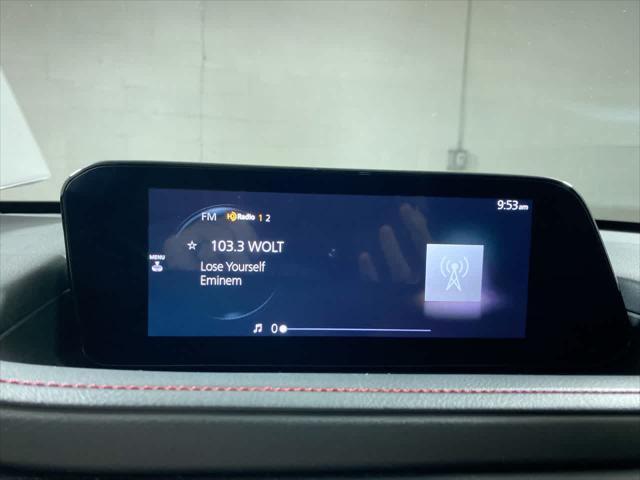 9:53 am
FM HD Radio 1 2
☆ 103.3 WOLT
MENU
Lose Yourself
Eminem
0